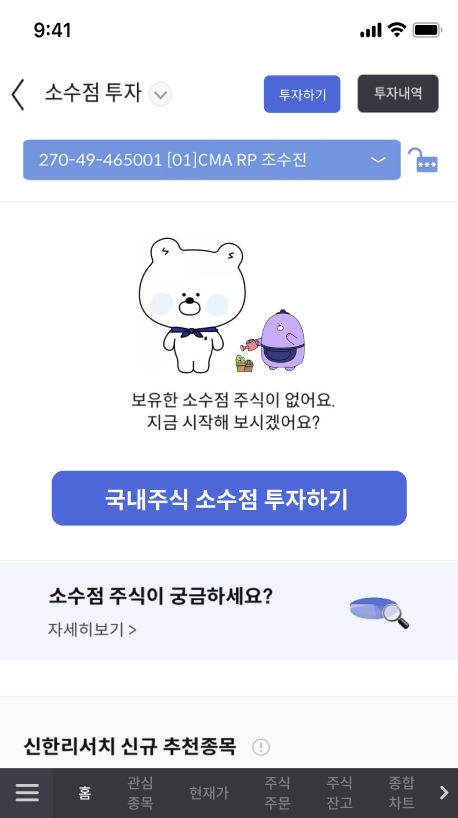 9:41
소수점 투자
투자하기
투자내역
270-49-465001 [01]CMA RP 조수진
보유한 소수점 주식이 없어요.
지금 시작해 보시겠어요?
국내주식 소수점 투자하기
소수점 주식이 궁금하세요?
자세히보기 >
신한리서치 신규 추천종목
홈
관심
종목
현재가
주식
주문
주식
잔고
종합
차트